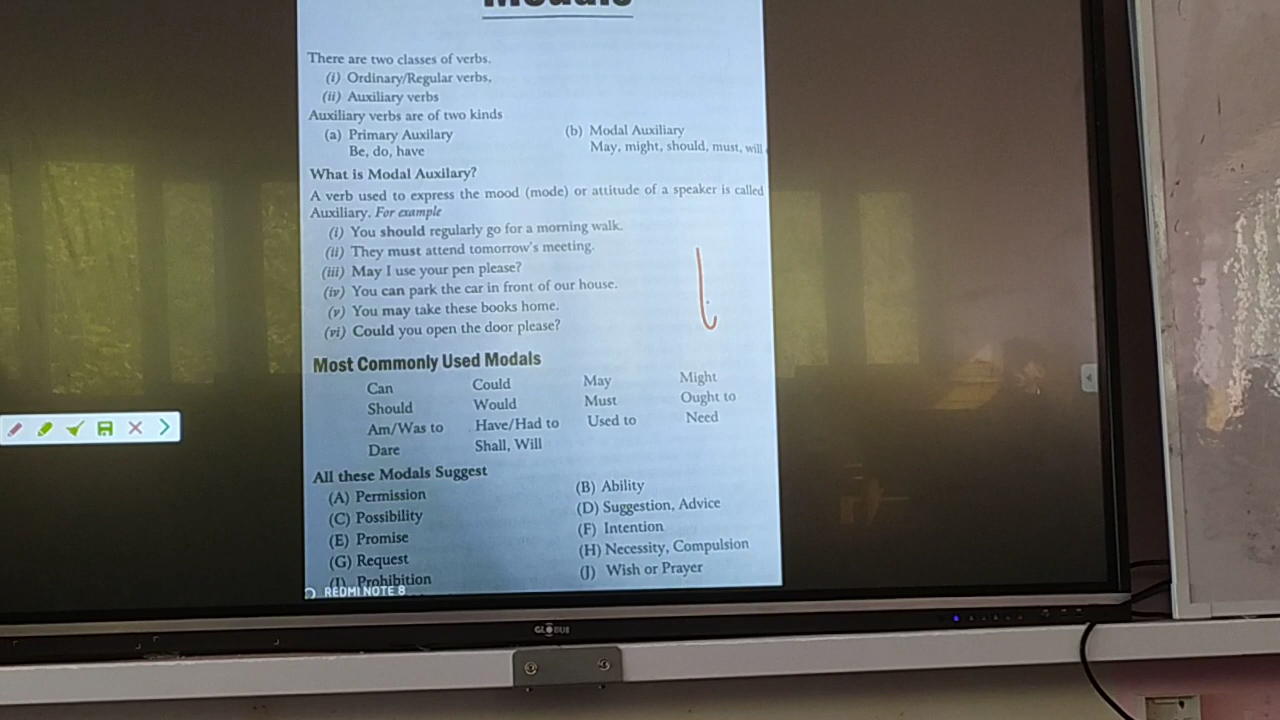 Modals
There are two classes of verbs.
(i) Ordinary/Regular verbs.
(ii) Auxiliary verbs
Auxiliary verbs are of two kinds
(a) Primary Auxilary (b) Modal Auxiliary
Be, do, have May, might, should, must, will
What is Modal Auxilary?
A verb used to express the mood (mode) or attitude of a speaker is called
Auxiliary. For example
(i) You should regularly go for a morning walk.
(ii) They must attend tomorrow's meeting.
(iii) May I use your pen please?
(iv) You can park the car in front of our house.
(v) You may take these books home.
(vi) Could you open the door please?
Most Commonly Used Modals
Can Could May Might
Should Would Must Ought to
Am/Was to Have/Had to Used to Need
Dare Shall, Will
All these Modals Suggest
(A) Permission (B) Ability
(C) Possibility (D) Suggestion, Advice
(E) Promise (F) Intention
(G) Request (H) Necessity, Compulsion
(I) Prohibition (J) Wish or Prayer
REDMI NOTE 8
GLOBUS